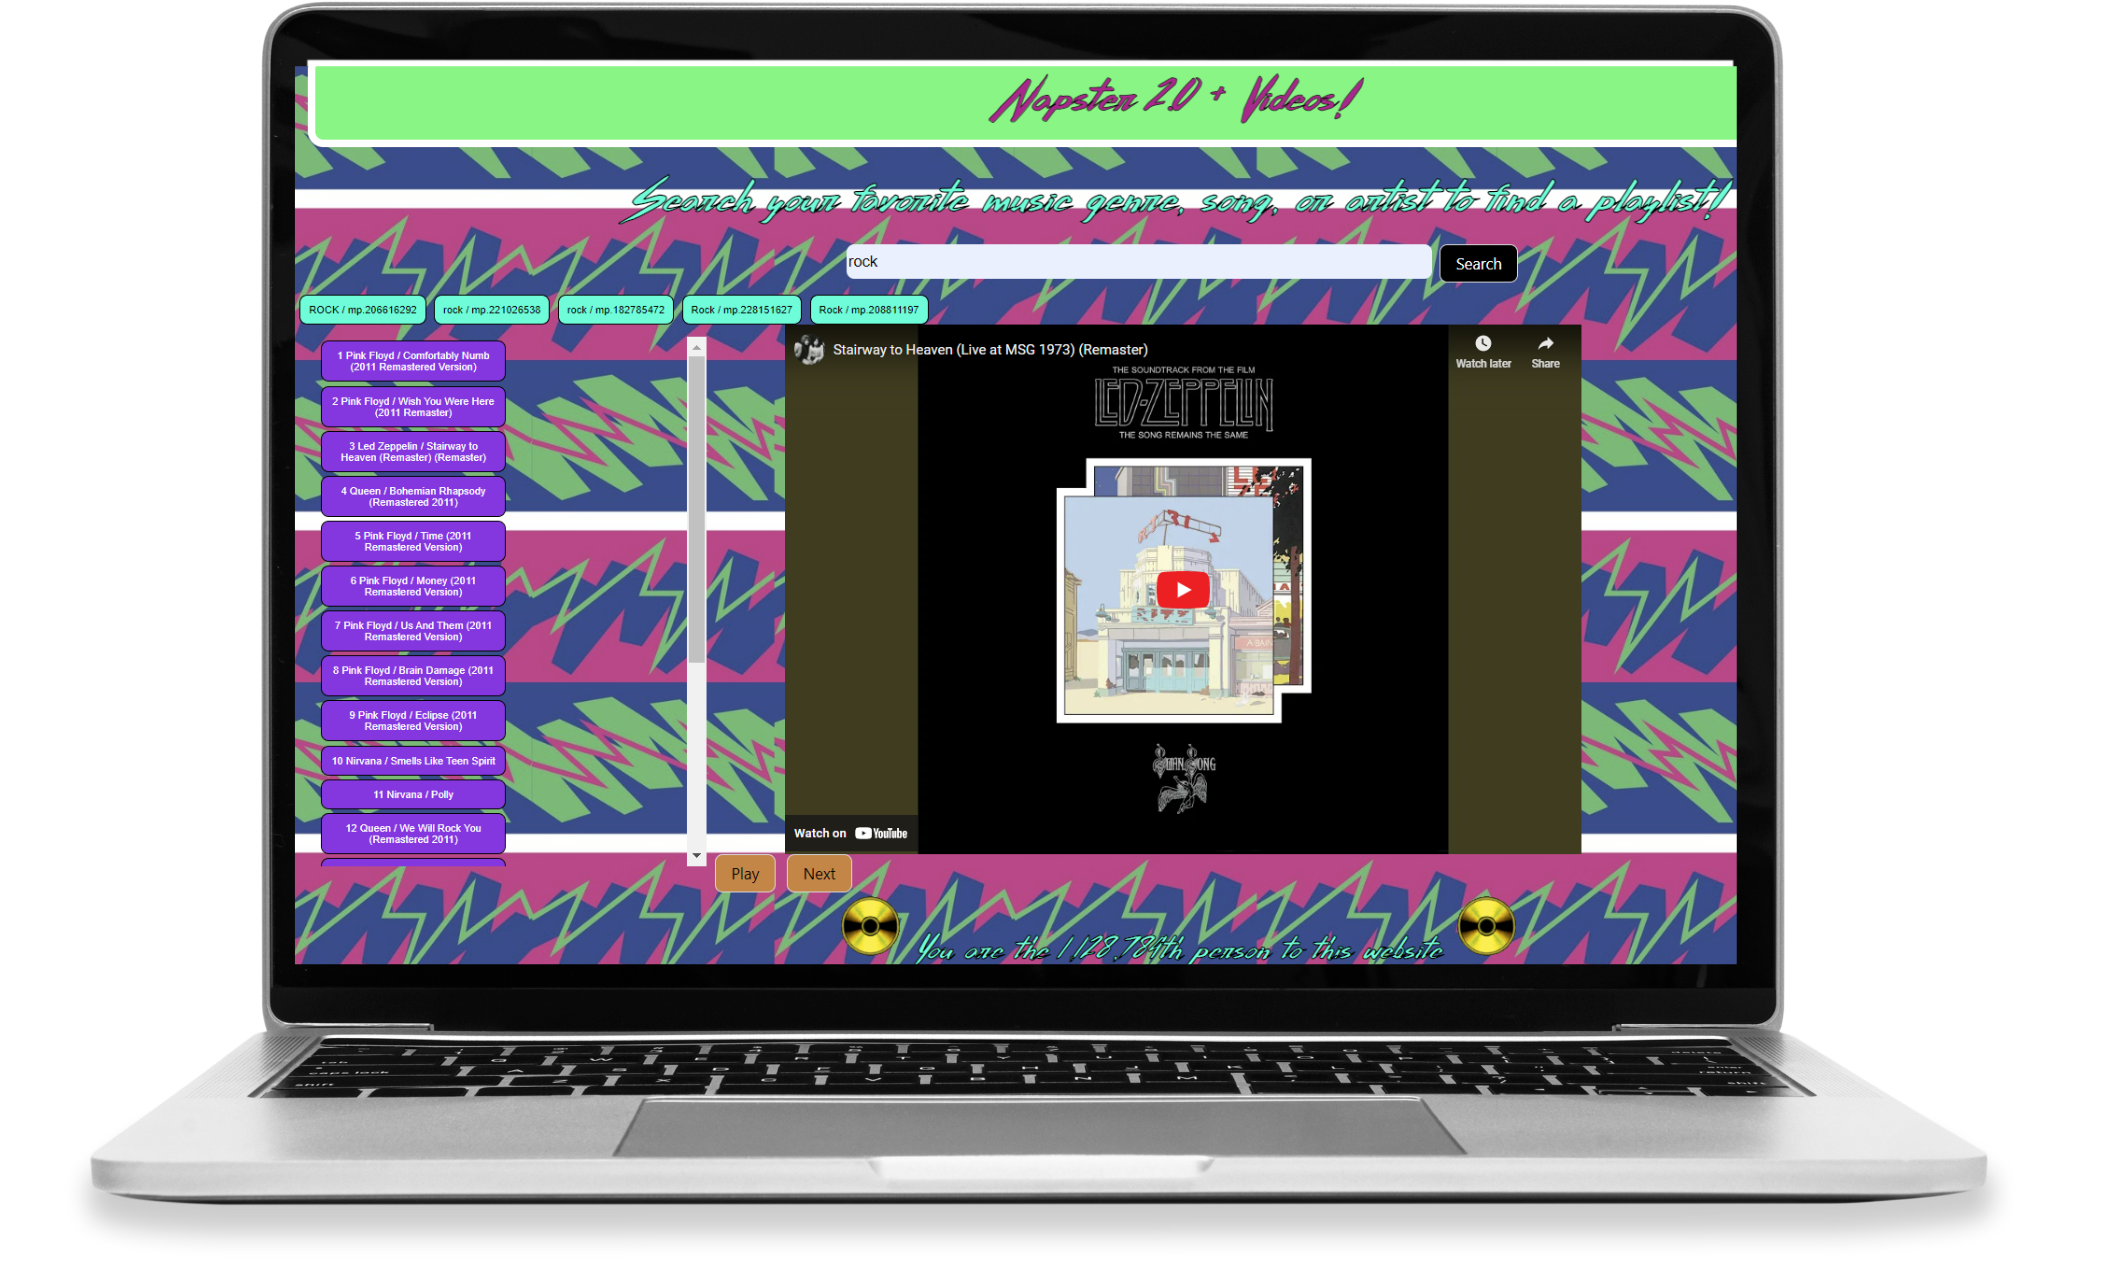 Napster 2.0 + Videos!
Search your favorite music genre, song, or artist to find a playlist!
rock
Search
ROCK / mp.206616292
rock / mp.221026538
rock / mp.182785472
Rock / mp.228151627
Rock / mp.208811197
1 Pink Floyd / Comfortably Numb
(2011 Remastered Version)
2 Pink Floyd / Wish You Were Here
(2011 Remaster)
3 Led Zeppelin / Stairway to
Heaven (Remaster) (Remaster)
4 Queen / Bohemian Rhapsody
(Remastered 2011)
5 Pink Floyd / Time (2011
Remastered Version)
6 Pink Floyd / Money (2011
Remastered Version)
7 Pink Floyd / Us And Them (2011
Remastered Version)
8 Pink Floyd / Brain Damage (2011
Remastered Version)
9 Pink Floyd / Eclipse (2011
Remastered Version)
10 Nirvana / Smells Like Teen Spirit
11 Nirvana / Polly
12 Queen / We Will Rock You
(Remastered 2011)
Stairway to Heaven (Live at MSG 1973) (Remaster)
Watch later
Share
THE SOUNDTRACK FROM THE FILM
LED-ZEPPELIN
THE SONG REMAINS THE SAME
SWAN SONG
Watch on YouTube
Play
Next
You are the 1,128,784th person to this website
tab
caps lock
shift
delete
enter
return
shift